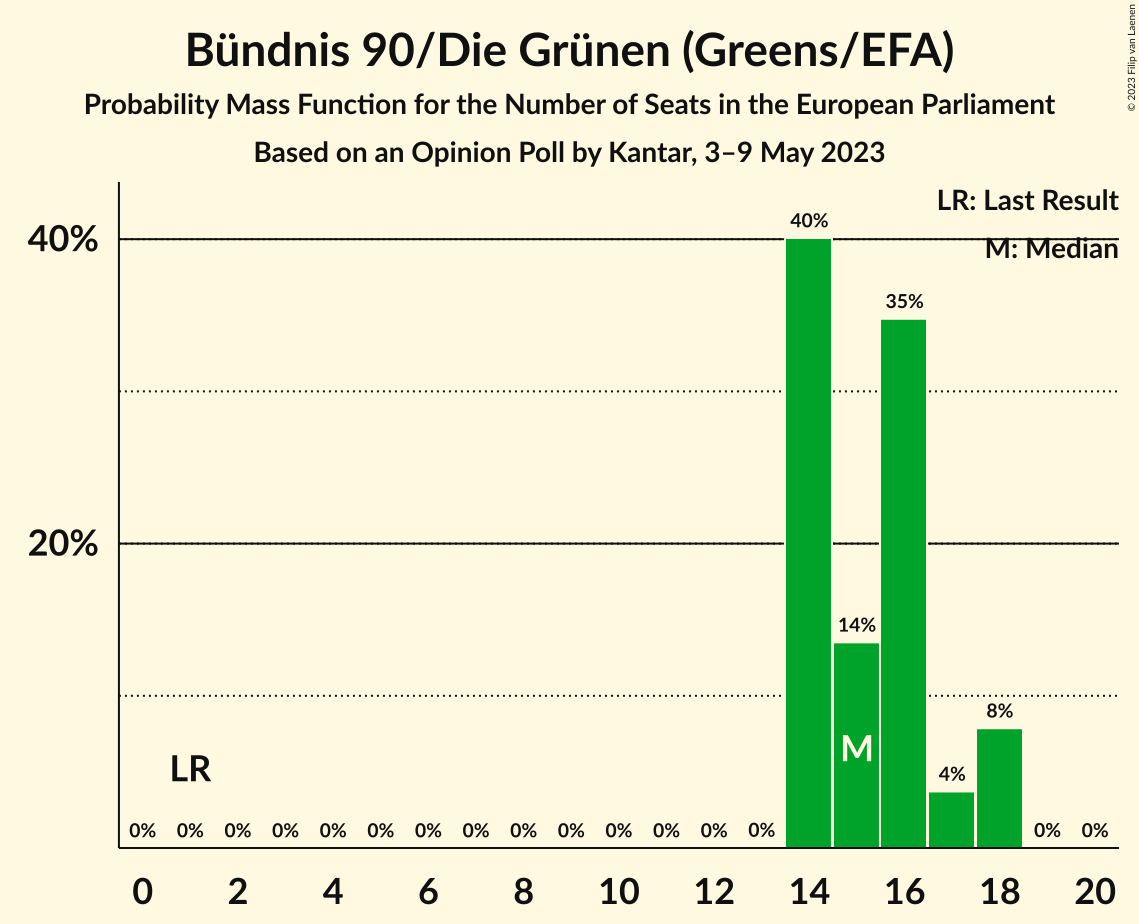 Bündnis 90/Die Grünen (Greens/EFA)
Probability Mass Function for the Number of Seats in the European Parliament
Based on an Opinion Poll by Kantar, 3–9 May 2023
© 2023 Filip van Laenen
LR: Last Result
M: Median
40%
20%
40%
35%
14%
8%
4%
M
LR
0% 0% 0% 0% 0% 0% 0% 0% 0% 0% 0% 0% 0% 0% 0% 0%
0 2 4 6 8 10 12 14 16 18 20